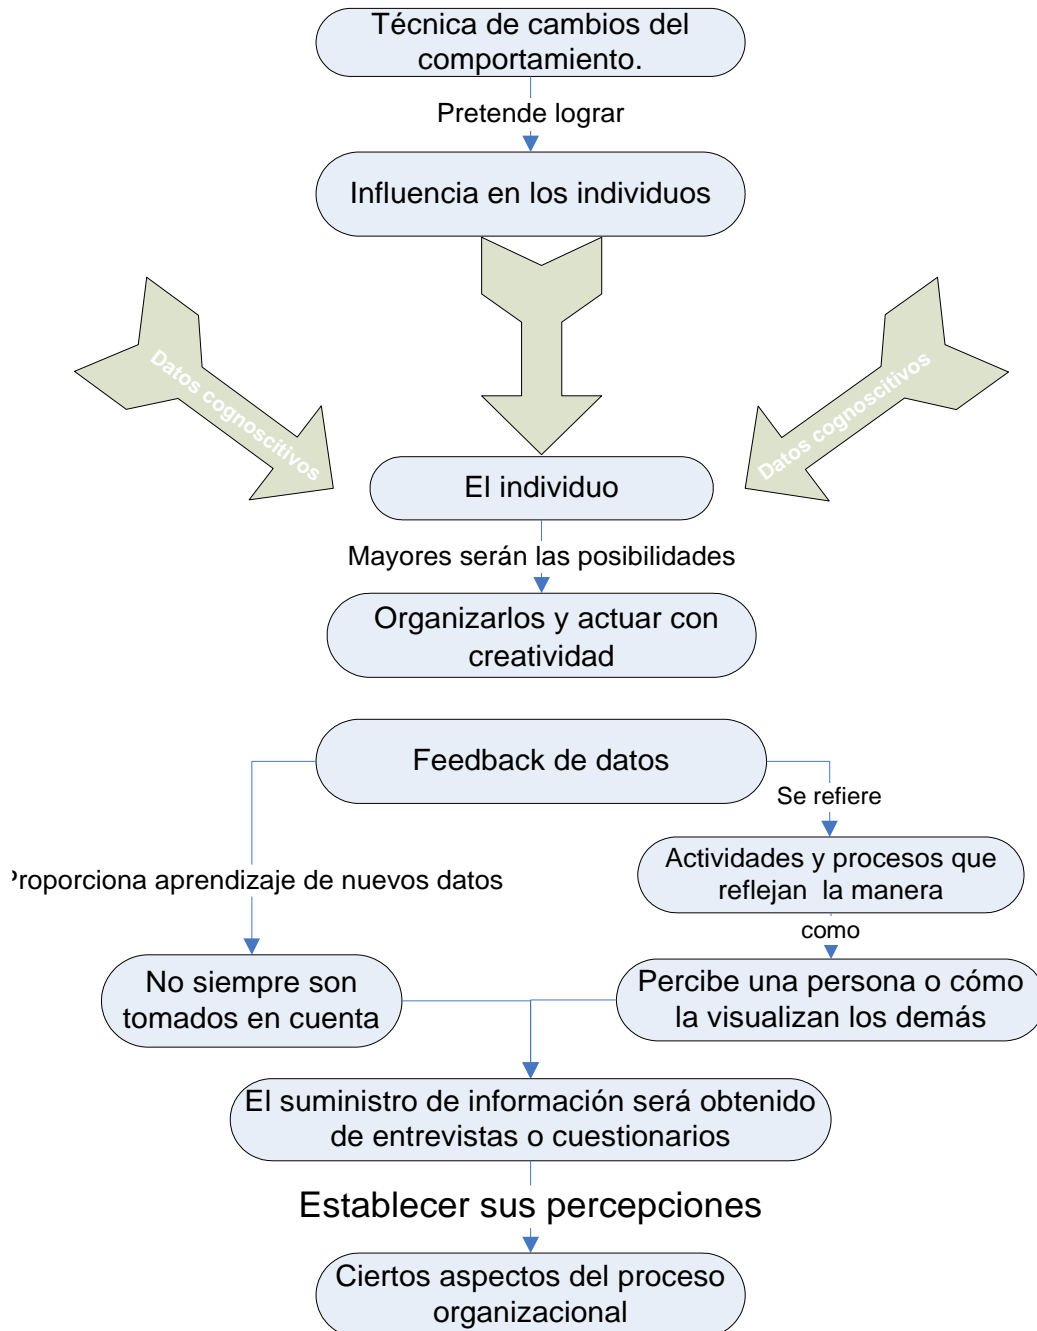 Técnica de cambios del
comportamiento.
Pretende lograr
Influencia en los individuos
Datos cognoscitivos
Datos cognoscitivos
El individuo
Mayores serán las posibilidades
Organizarlos y actuar con
creatividad
Feedback de datos
Se refiere
Actividades y procesos que
reflejan la manera
Proporciona aprendizaje de nuevos datos
como
No siempre son
tomados en cuenta
Percibe una persona o cómo
la visualizan los demás
El suministro de información será obtenido
de entrevistas o cuestionarios
Establecer sus percepciones
Ciertos aspectos del proceso
organizacional